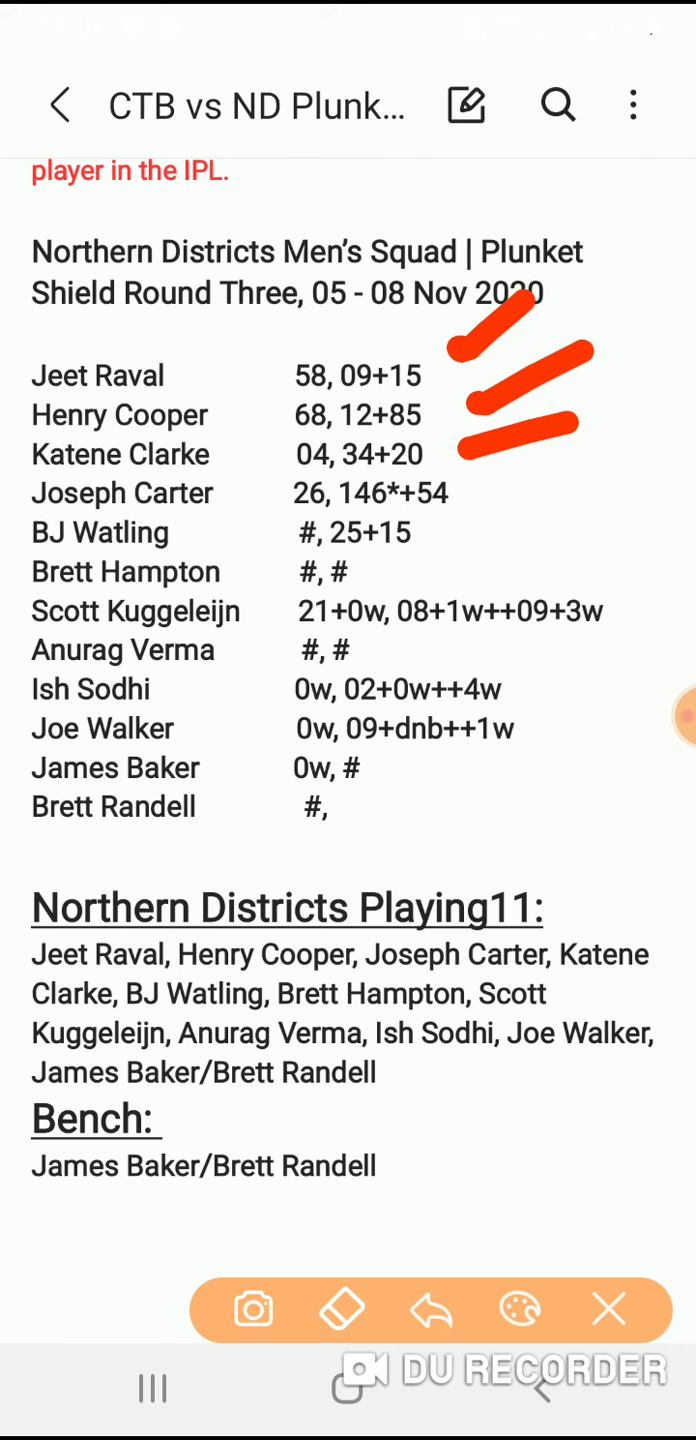 CTB vs ND Plunk...
player in the IPL.
Northern Districts Men's Squad | Plunket
Shield Round Three, 05 - 08 Nov 2020
Jeet Raval 58, 09+15
Henry Cooper 68, 12+85
Katene Clarke 04, 34+20
Joseph Carter 26, 146*+54
BJ Watling #, 25+15
Brett Hampton #, #
Scott Kuggeleijn 21+0w, 08+1w++09+3w
Anurag Verma #, #
Ish Sodhi 0w, 02+0w++4w
Joe Walker 0w, 09+dnb++1w
James Baker 0w, #
Brett Randell #,
Northern Districts Playing11:
Jeet Raval, Henry Cooper, Joseph Carter, Katene
Clarke, BJ Watling, Brett Hampton, Scott
Kuggeleijn, Anurag Verma, Ish Sodhi, Joe Walker,
James Baker/Brett Randell
Bench:
James Baker/Brett Randell
DU RECORDER